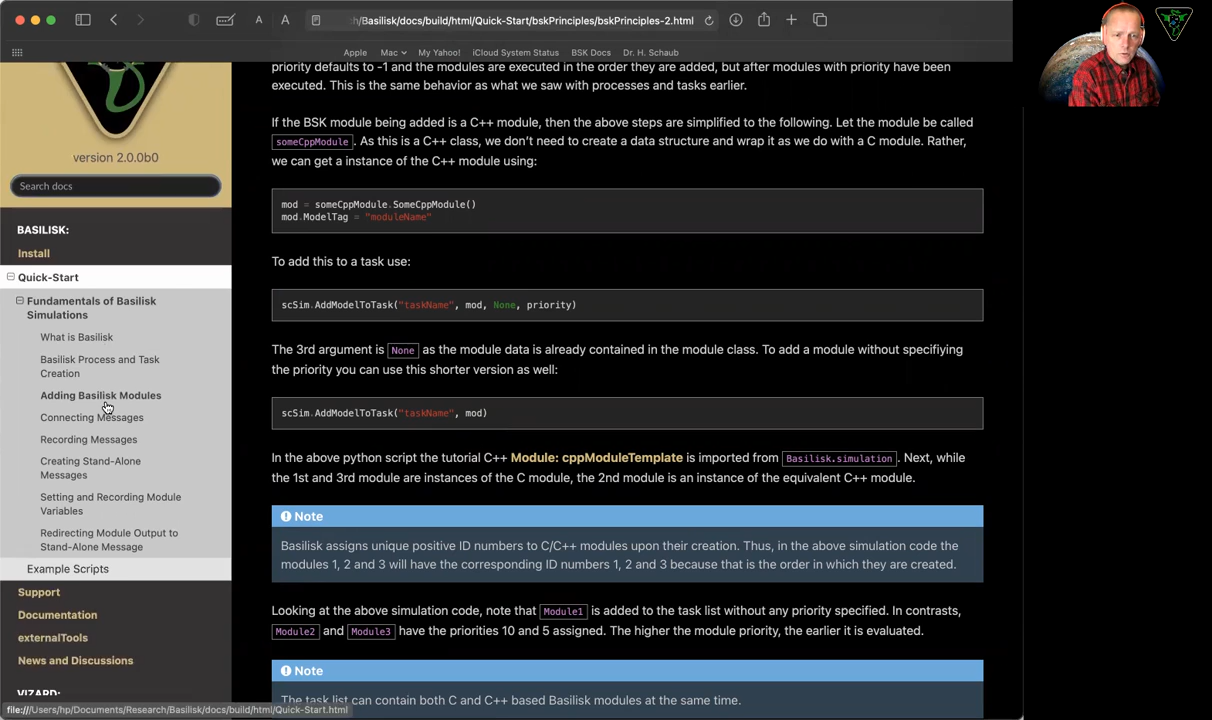 h/Basilisk/docs/build/html/Quick-Start/bskPrinciples/bskPrinciples-2.html
A A
Apple Mac My Yahoo! iCloud System Status BSK Docs Dr. H. Schaub
version 2.0.0b0
Search docs
BASILISK:
Install
Quick-Start
Fundamentals of Basilisk
Simulations
What is Basilisk
Basilisk Process and Task
Creation
Adding Basilisk Modules
Connecting Messages
Recording Messages
Creating Stand-Alone
Messages
Setting and Recording Module
Variables
Redirecting Module Output to
Stand-Alone Message
Example Scripts
Support
Documentation
externalTools
News and Discussions
VIZARD:
file:///Users/hp/Documents/Research/Basilisk/docs/build/html/Quick-Start.html
priority defaults to -1 and the modules are executed in the order they are added, but after modules with priority have been
executed. This is the same behavior as what we saw with processes and tasks earlier.
If the BSK module being added is a C++ module, then the above steps are simplified to the following. Let the module be called
someCppModule. As this is a C++ class, we don't need to create a data structure and wrap it as we do with a C module. Rather,
we can get a instance of the C++ module using:
mod = someCppModule.SomeCppModule()
mod.ModelTag = "moduleName"
To add this to a task use:
scSim.AddModelToTask("taskName", mod, None, priority)
The 3rd argument is None as the module data is already contained in the module class. To add a module without specifiying
the priority you can use this shorter version as well:
scSim.AddModelToTask("taskName", mod)
In the above python script the tutorial C++ Module: cppModuleTemplate is imported from Basilisk.simulation. Next, while
the 1st and 3rd module are instances of the C module, the 2nd module is an instance of the equivalent C++ module.
Note
Basilisk assigns unique positive ID numbers to C/C++ modules upon their creation. Thus, in the above simulation code the
modules 1, 2 and 3 will have the corresponding ID numbers 1, 2 and 3 because that is the order in which they are created.
Looking at the above simulation code, note that Module1 is added to the task list without any priority specified. In contrasts,
Module2 and Module3 have the priorities 10 and 5 assigned. The higher the module priority, the earlier it is evaluated.
Note
The task list can contain both C and C++ based Basilisk modules at the same time.